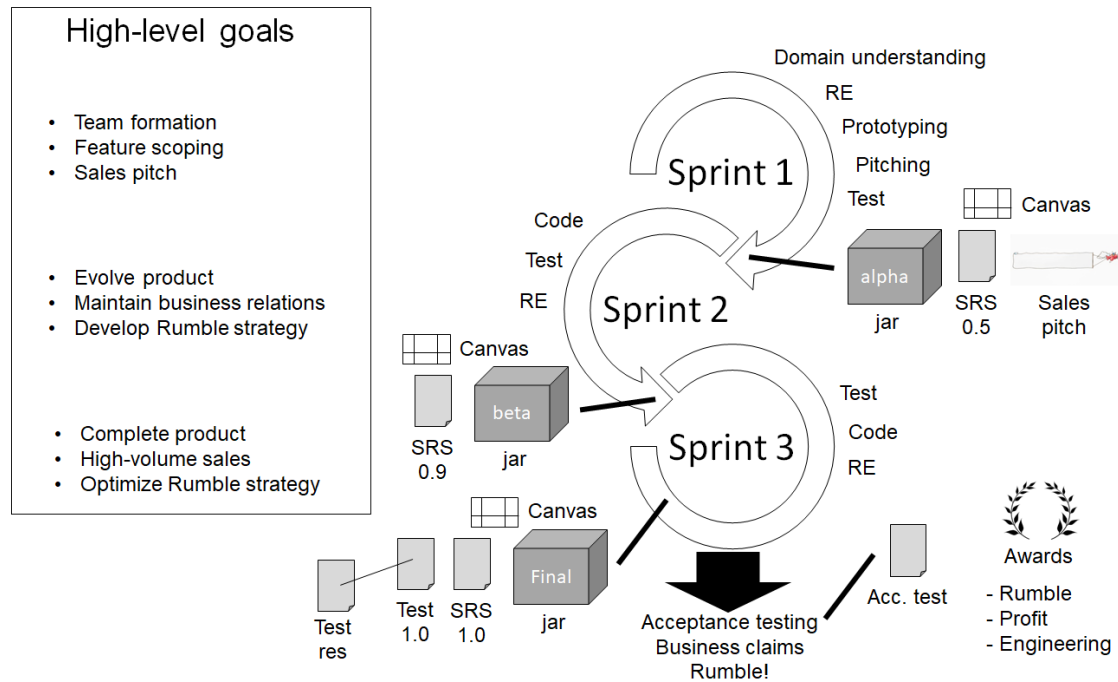 High-level goals
• Team formation
• Feature scoping
• Sales pitch
• Evolve product
• Maintain business relations
• Develop Rumble strategy
• Complete product
• High-volume sales
• Optimize Rumble strategy
Domain understanding
RE
Prototyping
Pitching
Test
Sprint 1
Canvas
alpha
jar
SRS
0.5
Sales
pitch
Code
Test
RE
Sprint 2
Canvas
SRS
0.9
beta
jar
Test
Code
RE
Sprint 3
Canvas
Test
res
Test
1.0
SRS
1.0
Final
jar
Acceptance testing
Business claims
Rumble!
Acc. test
Awards
- Rumble
- Profit
- Engineering